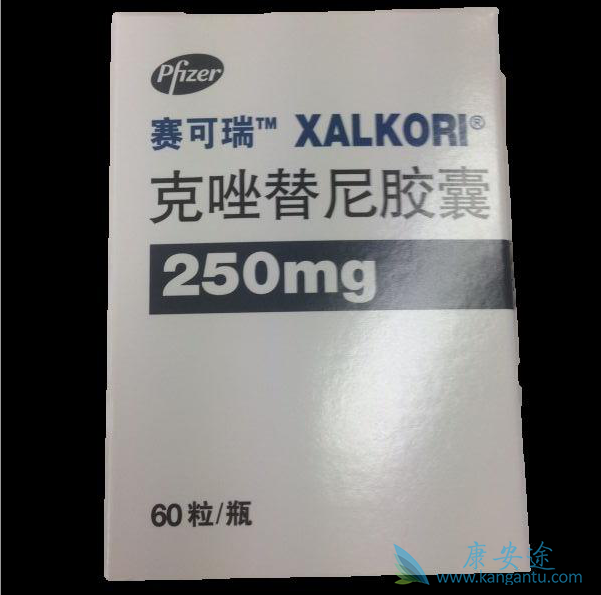 Pfizer
赛可瑞™ XALKORI®
克唑替尼胶囊
250mg
60粒/瓶
康安途
www.kangantu.com